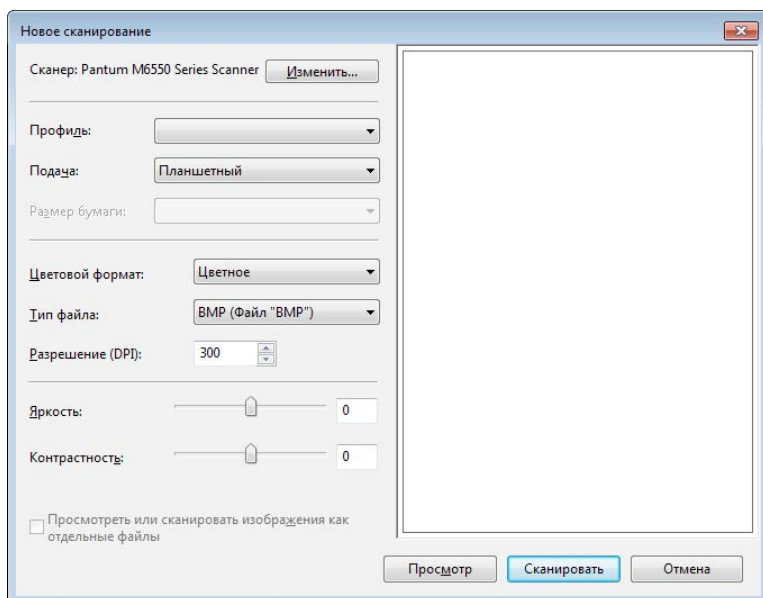 Новое сканирование
Сканер: Pantum M6550 Series Scanner Изменить...
Профиль:
Подача: Планшетный
Размер бумаги:
Цветовой формат: Цветное
Тип файла: BMP (Файл "BMP")
Разрешение (DPI): 300
Яркость: 0
Контрастность: 0
Просмотреть или сканировать изображения как
отдельные файлы
Просмотр Сканировать Отмена